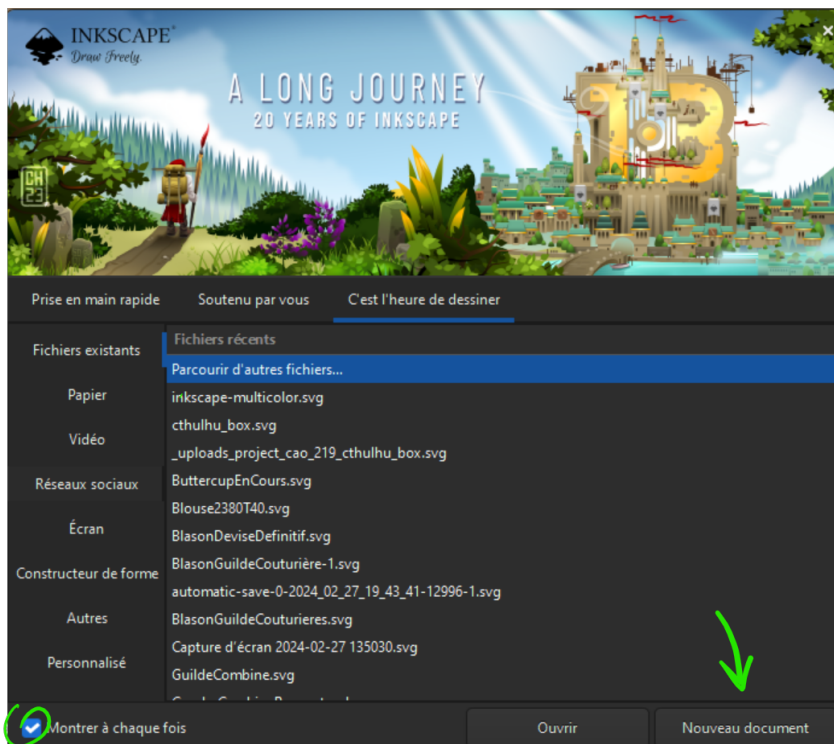 INKSCAPE®
Draw Freely.
A LONG JOURNEY
20 YEARS OF INKSCAPE
1.3
CH
23
Prise en main rapide
Soutenu par vous
C'est l'heure de dessiner
Fichiers existants
Papier
Vidéo
Réseaux sociaux
Écran
Constructeur de forme
Autres
Personnalisé
Fichiers récents
Parcourir d'autres fichiers...
inkscape-multicolor.svg
cthulhu_box.svg
_uploads_project_cao_219_cthulhu_box.svg
ButtercupEnCours.svg
Blouse2380T40.svg
BlasonDeviseDefinitif.svg
BlasonGuildeCouturière-1.svg
automatic-save-0-2024_02_27_19_43_41-12996-1.svg
BlasonGuildeCouturieres.svg
Capture d'écran 2024-02-27 135030.svg
GuildeCombine.svg
Montrer à chaque fois
Ouvrir
Nouveau document